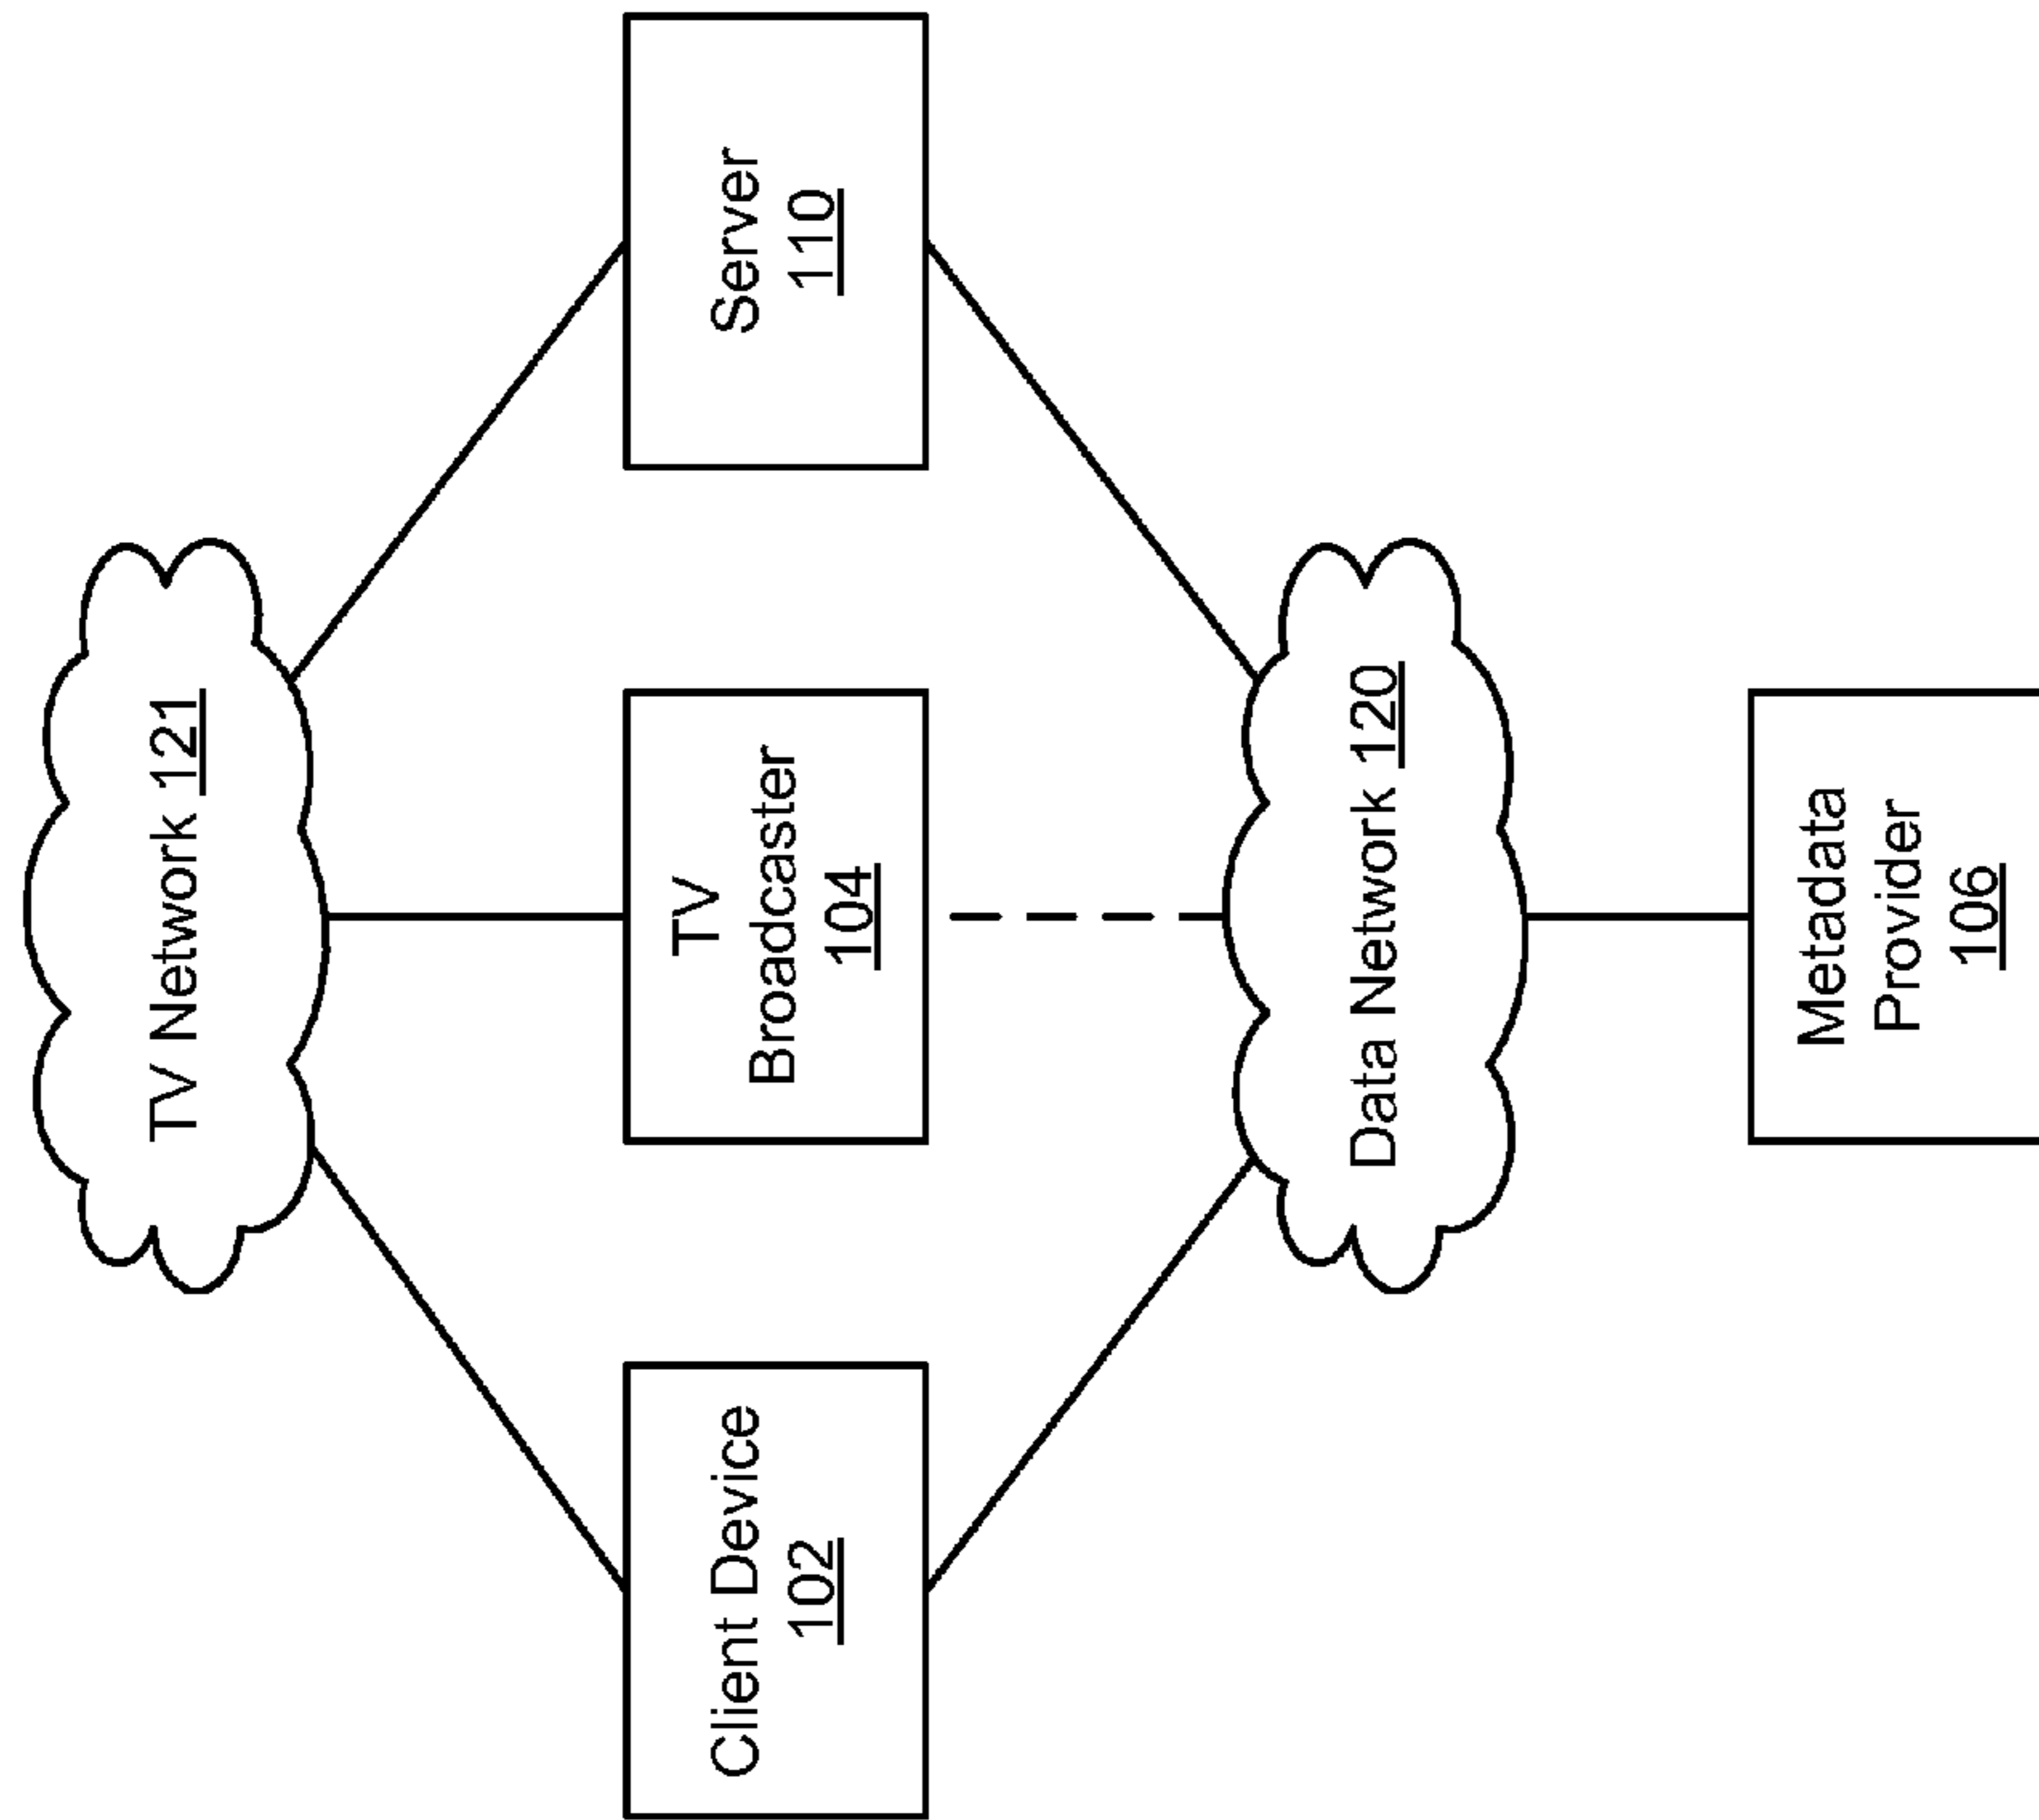 TV Network 121
Client Device
102
TV
Broadcaster
104
Server
110
Data Network 120
Metadata
Provider
106